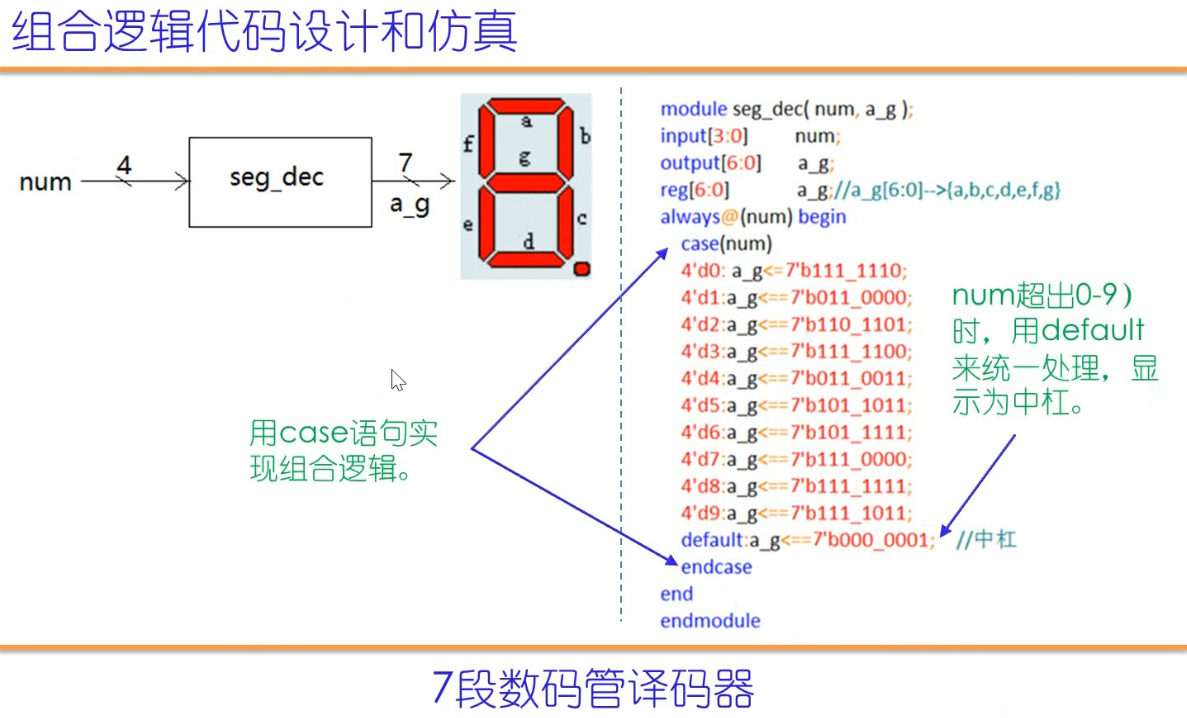 组合逻辑代码设计和仿真
num
4
seg_dec
7
a_g
a
b
f
g
e
c
d
用case语句实
现组合逻辑。
module seg_dec( num, a_g );
input[3:0] num;
output[6:0] a_g;
reg[6:0] a_g;//a_g[6:0]-->{a,b,c,d,e,f,g}
always@(num) begin
case(num)
4'd0: a_g<=7'b111_1110;
4'd1:a_g<==7'b011_0000;
4'd2:a_g<==7'b110_1101;
4'd3:a_g<==7'b111_1100;
4'd4:a_g<==7'b011_0011;
4'd5:a_g<==7'b101_1011;
4'd6:a_g<==7'b101_1111;
4'd7:a_g<==7'b111_0000;
4'd8:a_g<==7'b111_1111;
4'd9:a_g<==7'b111_1011;
default:a_g<==7'b000_0001; //中杠
endcase
end
endmodule
num超出0-9）
时，用default
来统一处理，显
示为中杠。
7段数码管译码器